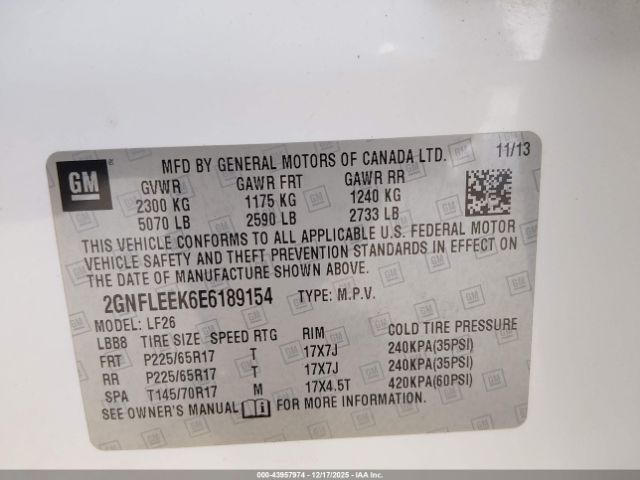 GM
MFD BY GENERAL MOTORS OF CANADA LTD. 11/13
GVWR GAWR FRT GAWR RR
2300 KG 1175 KG 1240 KG
5070 LB 2590 LB 2733 LB
THIS VEHICLE CONFORMS TO ALL APPLICABLE U.S. FEDERAL MOTOR
VEHICLE SAFETY AND THEFT PREVENTION STANDARDS IN EFFECT ON
THE DATE OF MANUFACTURE SHOWN ABOVE.
2GNFLEEK6E6189154 TYPE: M.P.V.
MODEL: LF26
LBB8 TIRE SIZE SPEED RTG RIM COLD TIRE PRESSURE
FRT P225/65R17 T 17X7J 240KPA(35PSI)
RR P225/65R17 T 17X7J 240KPA(35PSI)
SPA T145/70R17 M 17X4.5T 420KPA(60PSI)
SEE OWNER'S MANUAL FOR MORE INFORMATION.
000-43957974 | 12/17/2025 - IAAI.CA